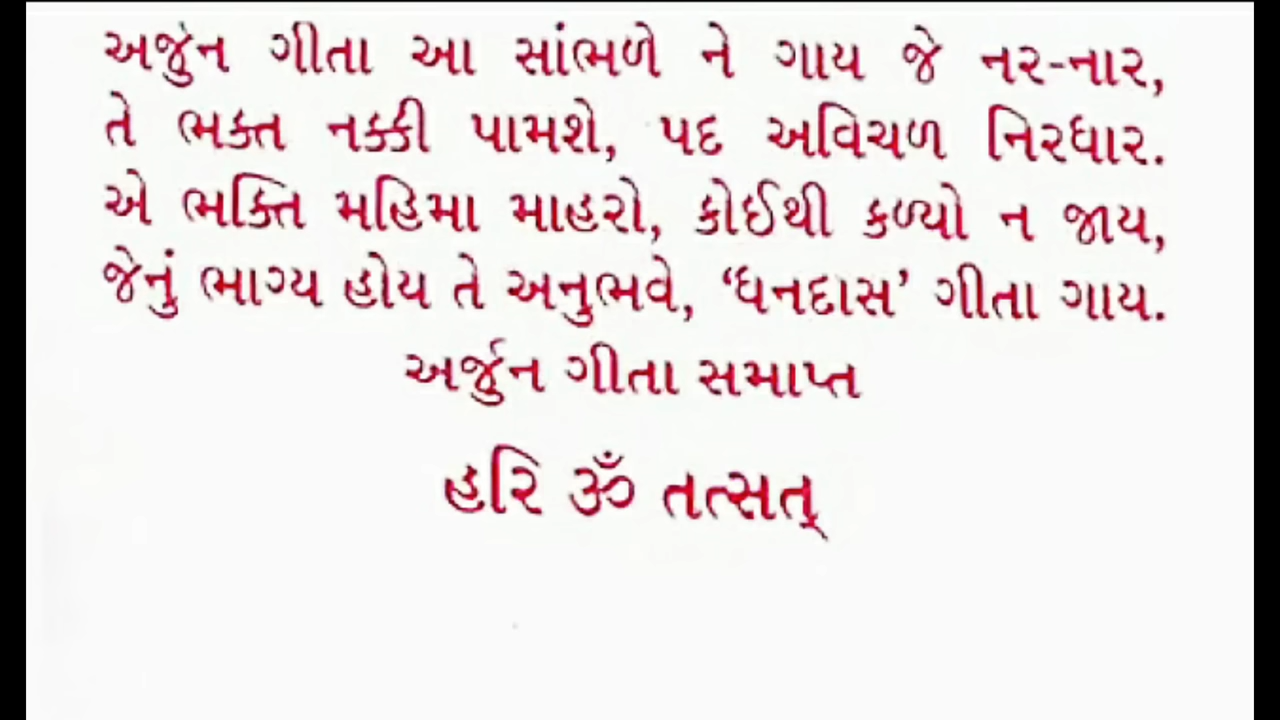 અર્જુન ગીતા આ સાંભળે ને ગાય જે નર-નાર,
તે ભક્ત નક્કી પામશે, પદ અવિચળ નિરધાર.
એ ભક્તિ મહિમા માહરો, કોઈથી કળ્યો ન જાય,
જેનું ભાગ્ય હોય તે અનુભવે, ‘ધનદાસ’ ગીતા ગાય.
અર્જુન ગીતા સમાપ્ત
હરિ ૐ તત્સત્